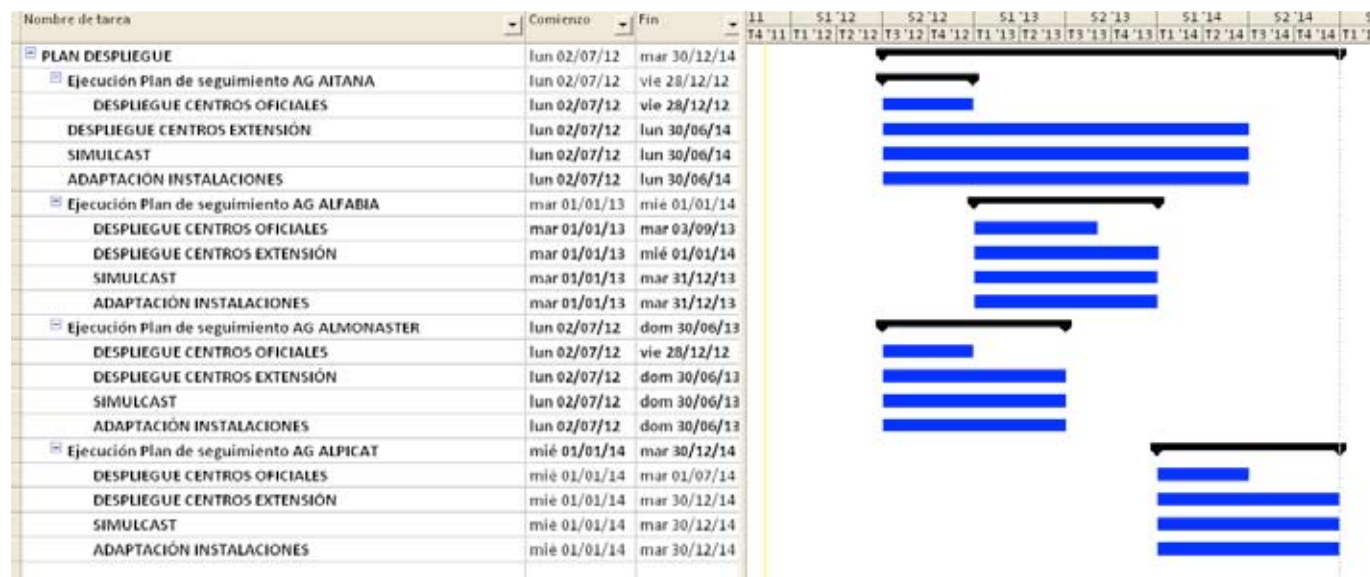 Nombre de tarea Comienzo Fin 11 S1 '12 S2 '12 S1 '13 S2 '13 S1 '14 S2 '14
T4 '11 T1 '12 T2 '12 T3 '12 T4 '12 T1 '13 T2 '13 T3 '13 T4 '13 T1 '14 T2 '14 T3 '14 T4 '14 T1 '1
PLAN DESPLIEGUE lun 02/07/12 mar 30/12/14
Ejecución Plan de seguimiento AG AITANA lun 02/07/12 vie 28/12/12
DESPLIEGUE CENTROS OFICIALES lun 02/07/12 vie 28/12/12
DESPLIEGUE CENTROS EXTENSIÓN lun 02/07/12 lun 30/06/14
SIMULCAST lun 02/07/12 lun 30/06/14
ADAPTACIÓN INSTALACIONES lun 02/07/12 lun 30/06/14
Ejecución Plan de seguimiento AG ALFABIA mar 01/01/13 mié 01/01/14
DESPLIEGUE CENTROS OFICIALES mar 01/01/13 mar 03/09/13
DESPLIEGUE CENTROS EXTENSIÓN mar 01/01/13 mié 01/01/14
SIMULCAST mar 01/01/13 mar 31/12/13
ADAPTACIÓN INSTALACIONES mar 01/01/13 mar 31/12/13
Ejecución Plan de seguimiento AG ALMONASTER lun 02/07/12 dom 30/06/13
DESPLIEGUE CENTROS OFICIALES lun 02/07/12 vie 28/12/12
DESPLIEGUE CENTROS EXTENSIÓN lun 02/07/12 dom 30/06/13
SIMULCAST lun 02/07/12 dom 30/06/13
ADAPTACIÓN INSTALACIONES lun 02/07/12 dom 30/06/13
Ejecución Plan de seguimiento AG ALPICAT mié 01/01/14 mar 30/12/14
DESPLIEGUE CENTROS OFICIALES mié 01/01/14 mar 01/07/14
DESPLIEGUE CENTROS EXTENSIÓN mié 01/01/14 mar 30/12/14
SIMULCAST mié 01/01/14 mar 30/12/14
ADAPTACIÓN INSTALACIONES mié 01/01/14 mar 30/12/14